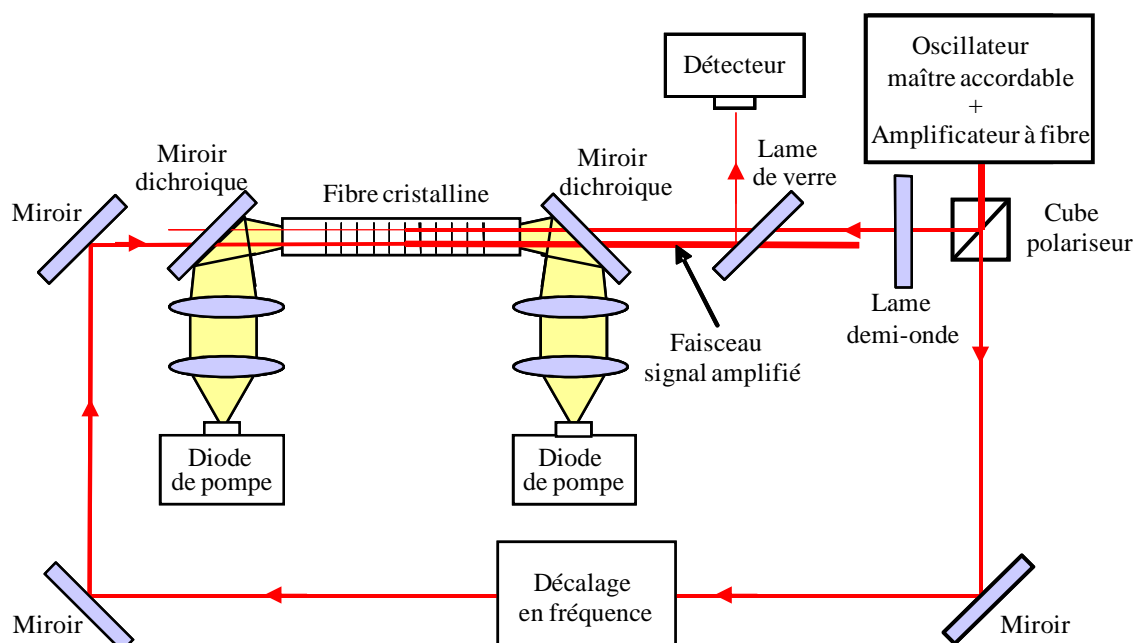 Oscillateur
maître accordable
+
Amplificateur à fibre
Détecteur
Miroir
dichroique
Miroir
dichroique
Lame
de verre
Fibre cristalline
Miroir
Cube
polariseur
Lame
demi-onde
Faisceau
signal amplifié
Diode
de pompe
Diode
de pompe
Décalage
en fréquence
Miroir
Miroir